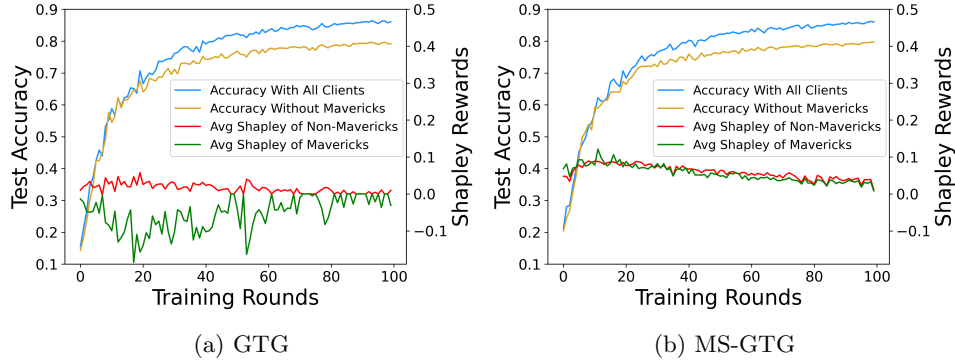 0.9
0.8
0.7
0.6
0.5
0.4
0.3
0.2
0.1
Test Accuracy
0.5
0.4
0.3
0.2
0.1
0.0
−0.1
Shapley Rewards
Accuracy With All Clients
Accuracy Without Mavericks
Avg Shapley of Non-Mavericks
Avg Shapley of Mavericks
0 20 40 60 80 100
Training Rounds
(a) GTG
0.9
0.8
0.7
0.6
0.5
0.4
0.3
0.2
0.1
Test Accuracy
0.5
0.4
0.3
0.2
0.1
0.0
−0.1
Shapley Rewards
Accuracy With All Clients
Accuracy Without Mavericks
Avg Shapley of Non-Mavericks
Avg Shapley of Mavericks
0 20 40 60 80 100
Training Rounds
(b) MS-GTG